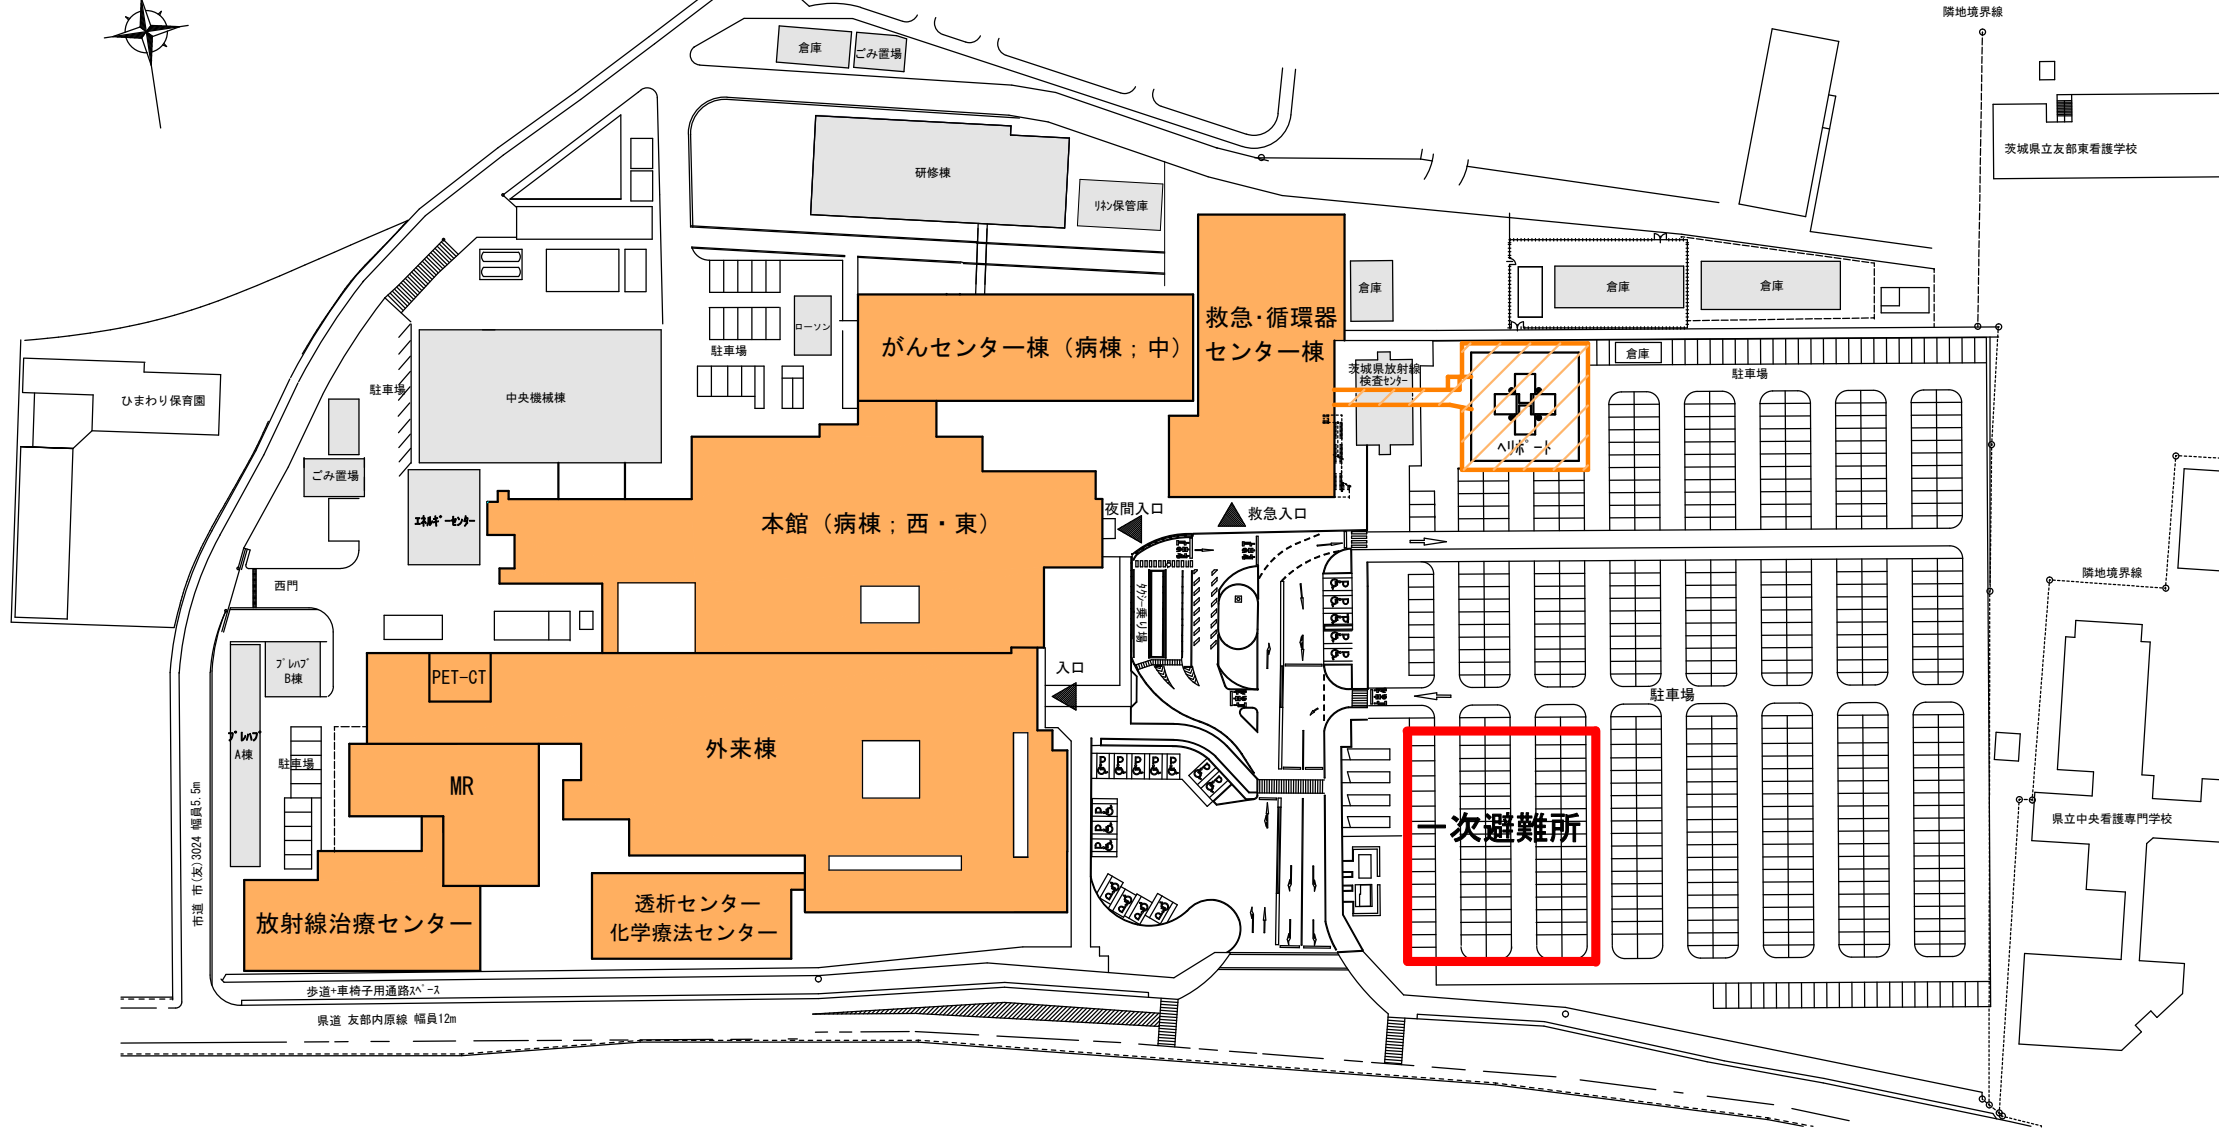 隣地境界線
倉庫
ごみ置場
茨城県立友部東看護学校
研修棟
ﾘﾈﾝ保管庫
倉庫
倉庫
倉庫
救急・循環器
センター棟
ローソン
駐車場
がんセンター棟（病棟；中）
倉庫
茨城県放射線
検査ｾﾝﾀｰ
駐車場
ひまわり保育園
駐車場
中央機械棟
ﾍﾘﾎﾟｰﾄ
ごみ置場
ｴﾈﾙｷﾞｰｾﾝﾀｰ
本館（病棟；西・東）
夜間入口
救急入口
西門
ﾀｸｼｰ乗り場
隣地境界線
ﾌﾟﾚﾊﾌﾞ
B棟
PET-CT
入口
駐車場
ﾌﾟﾚﾊﾌﾞ
A棟
駐車場
外来棟
MR
一次避難所
県立中央看護専門学校
市道 市(友)3024 幅員5.5m
放射線治療センター
透析センター
化学療法センター
歩道+車椅子用通路ｽﾍﾟｰｽ
県道 友部内原線 幅員12m